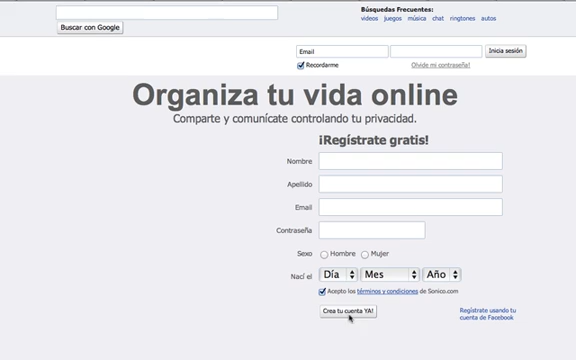 Búsquedas Frecuentes:
videos juegos música chat ringtones autos
Buscar con Google
Email
Inicia sesión
Recordarme
Olvide mi contraseña!
Organiza tu vida online
Comparte y comunícate controlando tu privacidad.
¡Regístrate gratis!
Nombre
Apellido
Email
Contraseña
Sexo Hombre Mujer
Nací el Día Mes Año
Acepto los términos y condiciones de Sonico.com
Crea tu cuenta YA!
Regístrate usando tu
cuenta de Facebook